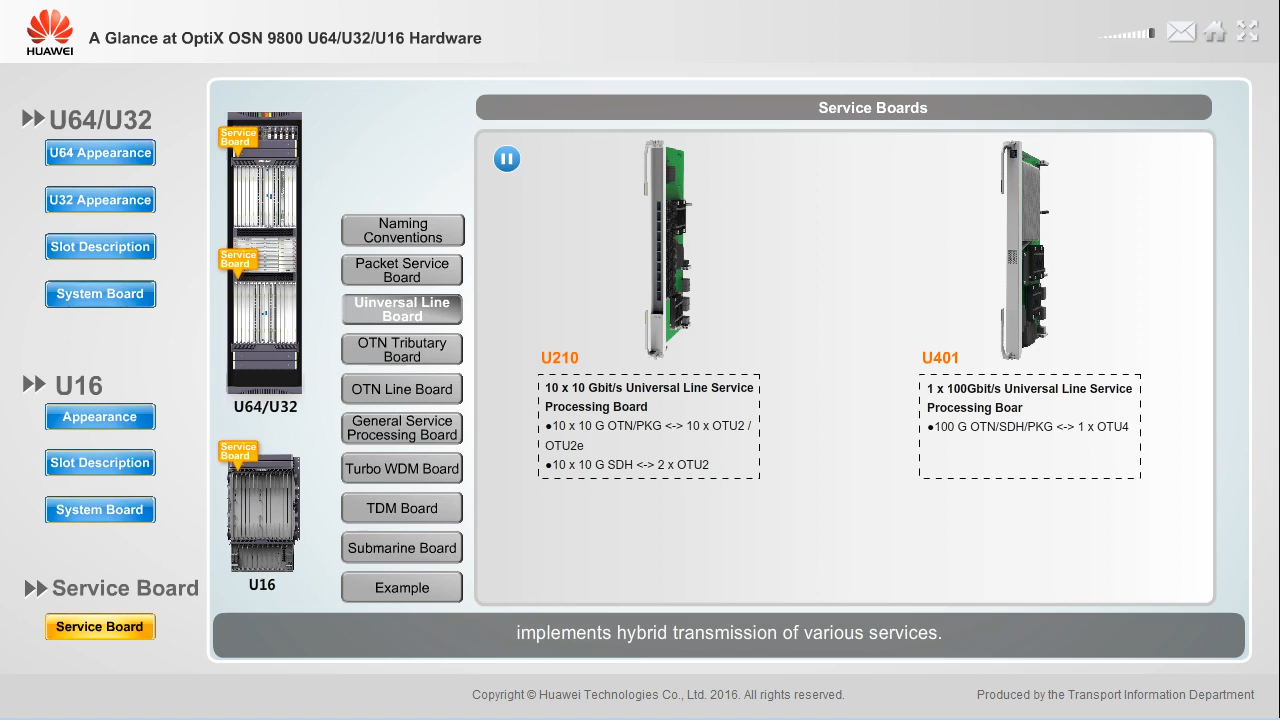 HUAWEI
A Glance at OptiX OSN 9800 U64/U32/U16 Hardware
U64/U32
U64 Appearance
U32 Appearance
Slot Description
System Board
U16
Appearance
Slot Description
System Board
Service Board
Service Board
Service
Board
Service
Board
U64/U32
Service
Board
U16
Naming
Conventions
Packet Service
Board
Uinversal Line
Board
OTN Tributary
Board
OTN Line Board
General Service
Processing Board
Turbo WDM Board
TDM Board
Submarine Board
Example
Service Boards
U210
10 x 10 Gbit/s Universal Line Service
Processing Board
●10 x 10 G OTN/PKG <-> 10 x OTU2 /
OTU2e
●10 x 10 G SDH <-> 2 x OTU2
U401
1 x 100Gbit/s Universal Line Service
Processing Boar
●100 G OTN/SDH/PKG <-> 1 x OTU4
implements hybrid transmission of various services.
Copyright © Huawei Technologies Co., Ltd. 2016. All rights reserved.
Produced by the Transport Information Department